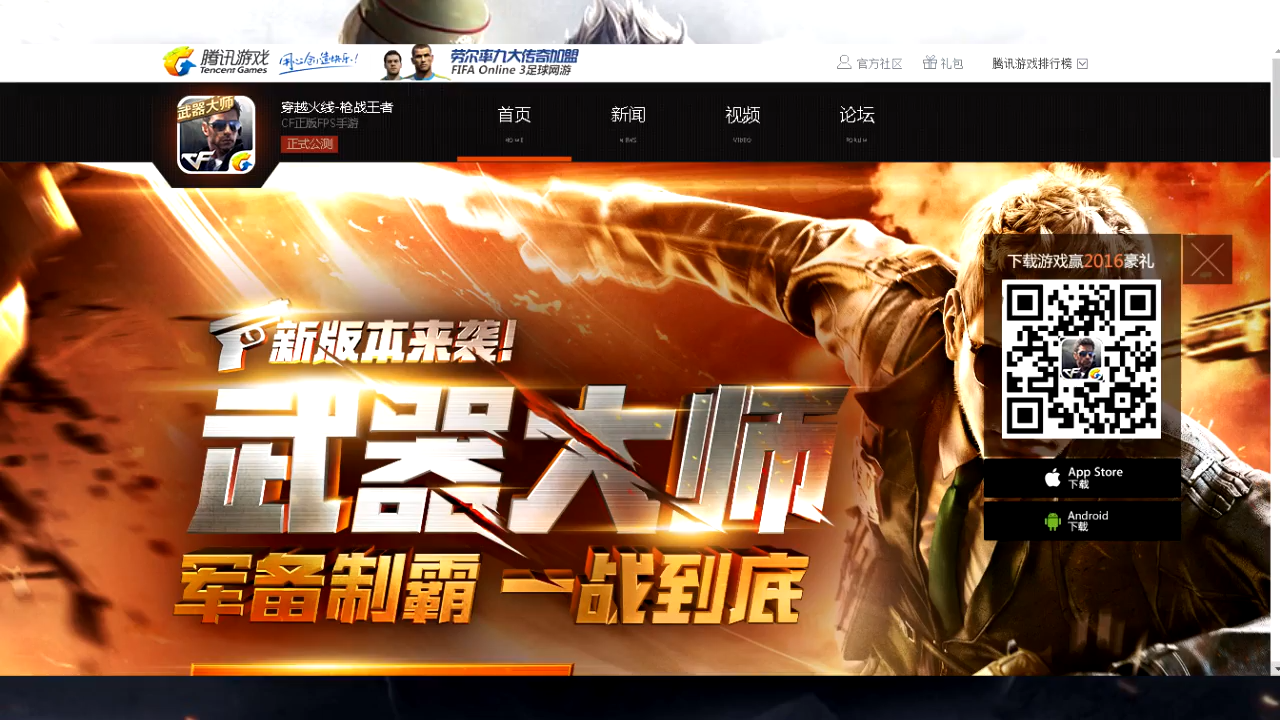 腾讯游戏
Tencent Games
用心创造快乐!
劳尔率九大传奇加盟
FIFA Online 3足球网游
官方社区
礼包
腾讯游戏排行榜
武器大师
CF
穿越火线-枪战王者
CF正版FPS手游
正式公测
首页
HOME
新闻
NEWS
视频
VIDEO
论坛
FORUM
下载游戏赢2016豪礼
新版本来袭!
武器大师
军备制霸 一战到底
App Store
下载
Android
下载